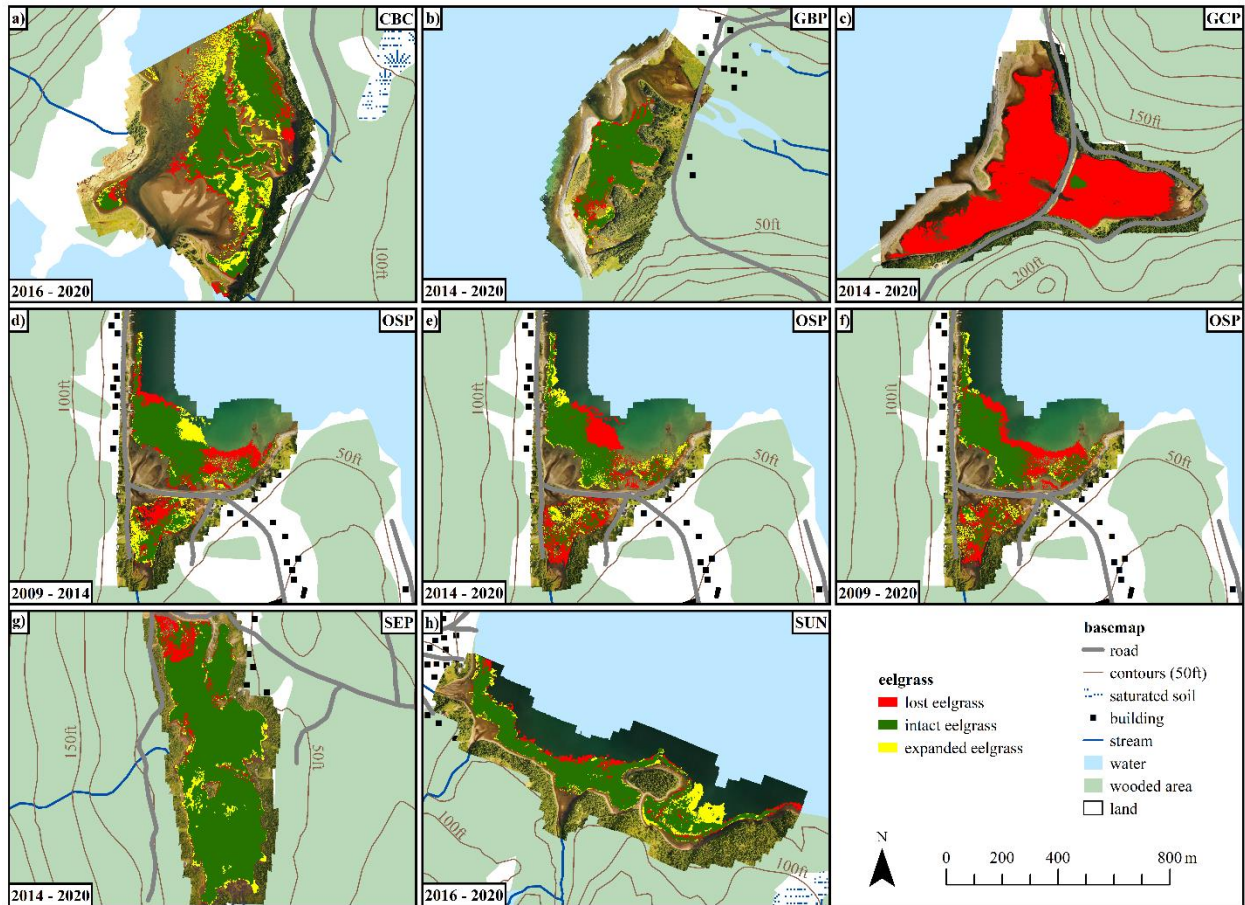 a) CBC
2016 - 2020
100ft
b) GBP
2014 - 2020
50ft
c) GCP
2014 - 2020
150ft
200ft
d) OSP
2009 - 2014
100ft
50ft
e) OSP
2014 - 2020
100ft
50ft
f) OSP
2009 - 2020
100ft
50ft
g) SEP
2014 - 2020
150ft
50ft
h) SUN
2016 - 2020
100ft
100ft
eelgrass
lost eelgrass
intact eelgrass
expanded eelgrass
basemap
road
contours (50ft)
saturated soil
building
stream
water
wooded area
land
N
0 200 400 800 m